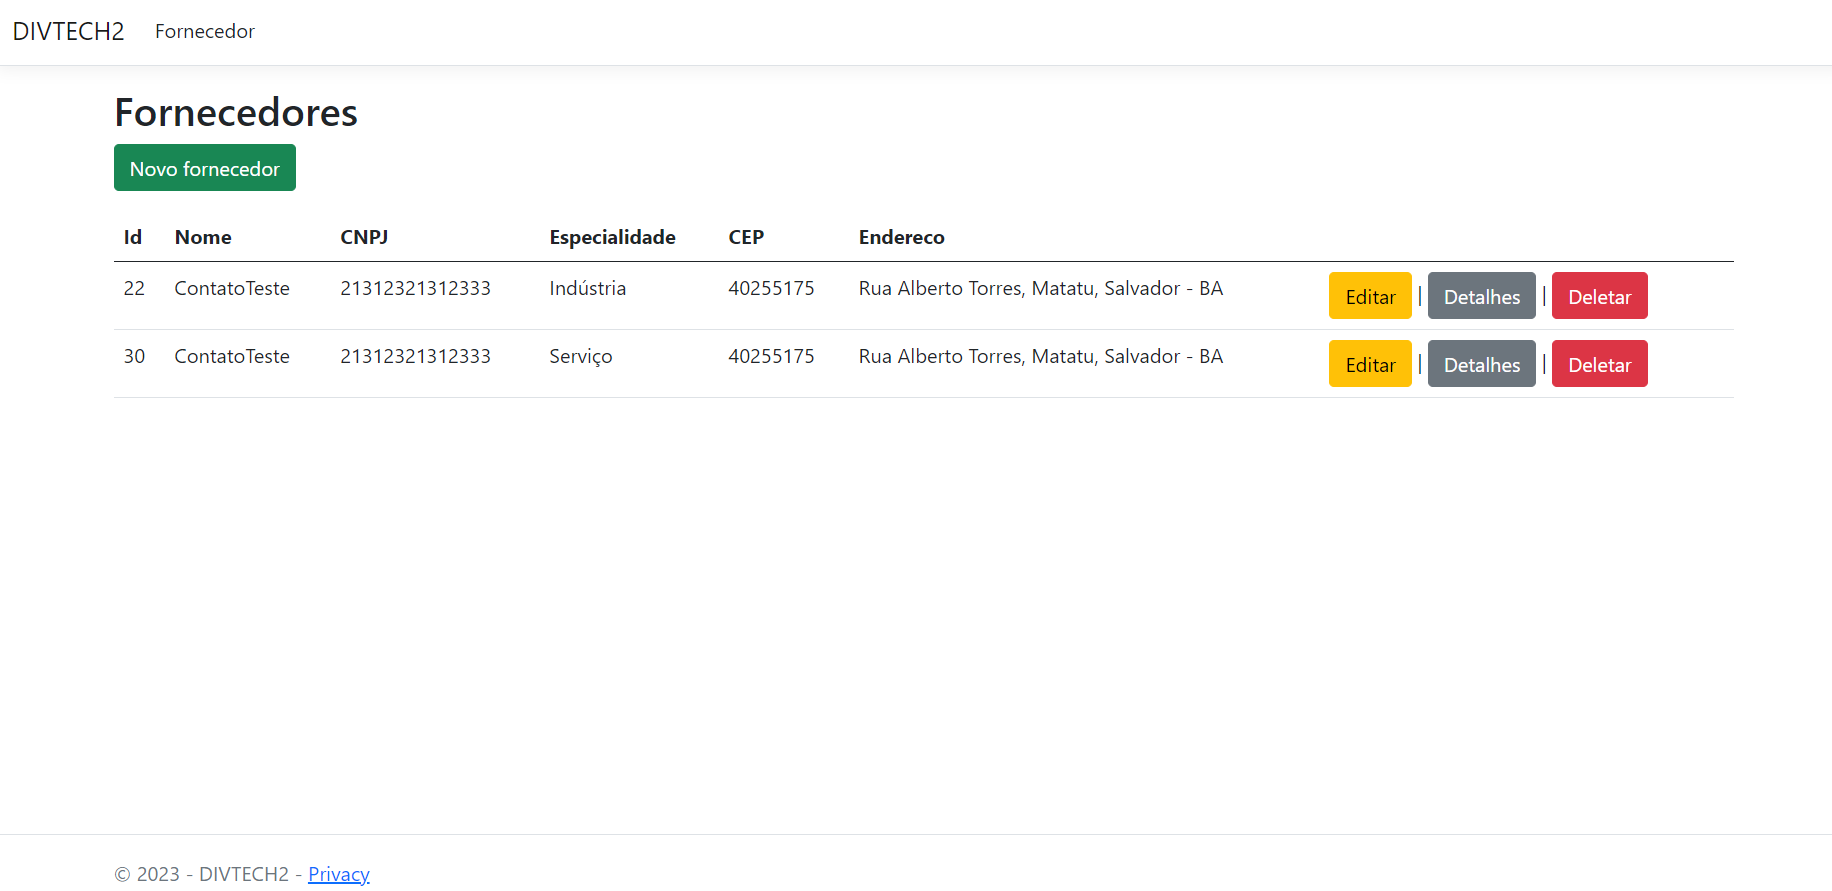 DIVTECH2 Fornecedor
Fornecedores
Novo fornecedor
Id Nome CNPJ Especialidade CEP Endereco
22 ContatoTeste 21312321312333 Indústria 40255175 Rua Alberto Torres, Matatu, Salvador - BA Editar | Detalhes | Deletar
30 ContatoTeste 21312321312333 Serviço 40255175 Rua Alberto Torres, Matatu, Salvador - BA Editar | Detalhes | Deletar
© 2023 - DIVTECH2 - Privacy